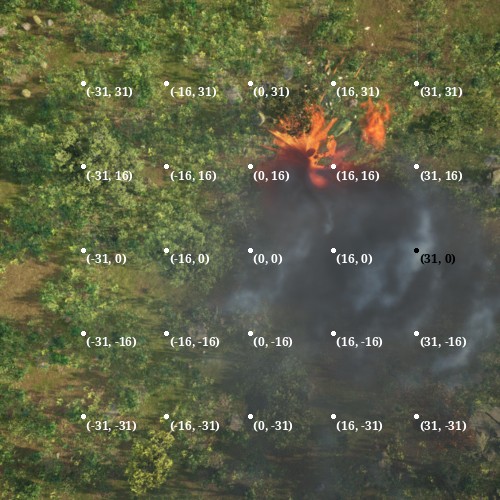 (-31, 31) (-16, 31) (0, 31) (16, 31) (31, 31)
(-31, 16) (-16, 16) (0, 16) (16, 16) (31, 16)
(-31, 0) (-16, 0) (0, 0) (16, 0) (31, 0)
(-31, -16) (-16, -16) (0, -16) (16, -16) (31, -16)
(-31, -31) (-16, -31) (0, -31) (16, -31) (31, -31)